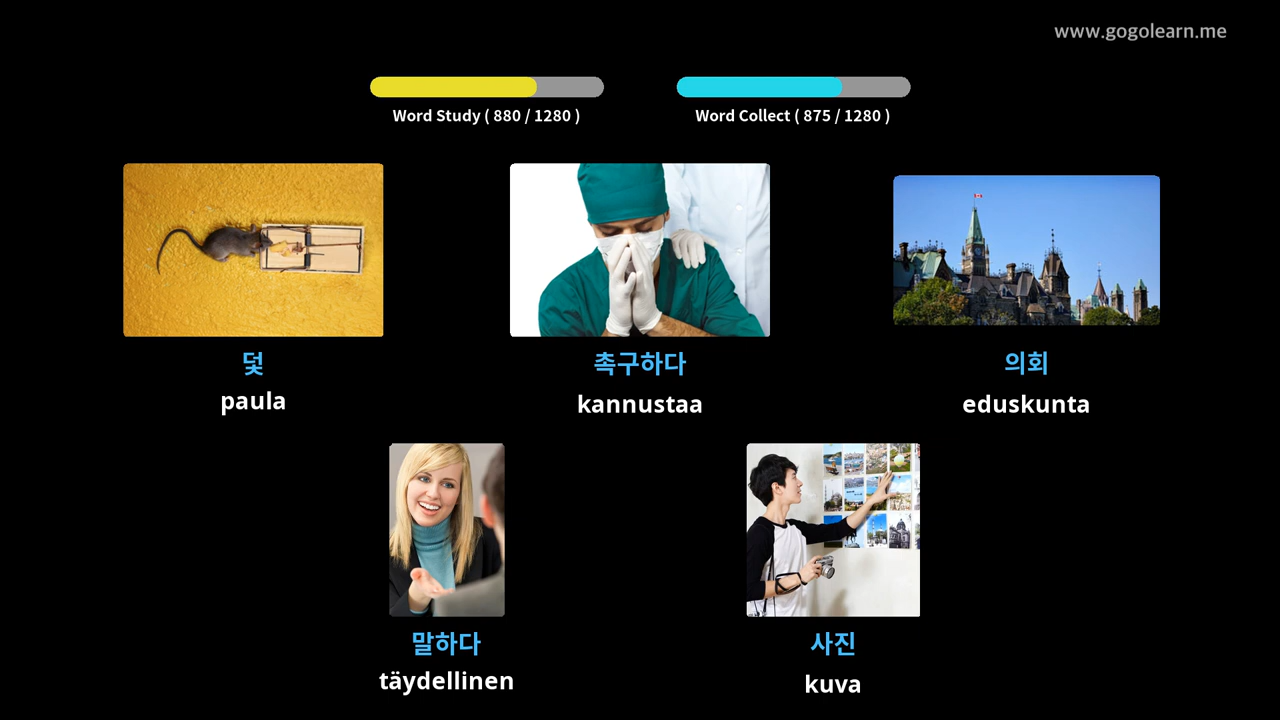 www.gogolearn.me
Word Study ( 880 / 1280 )
Word Collect ( 875 / 1280 )
덫
paula
촉구하다
kannustaa
의회
eduskunta
말하다
täydellinen
사진
kuva